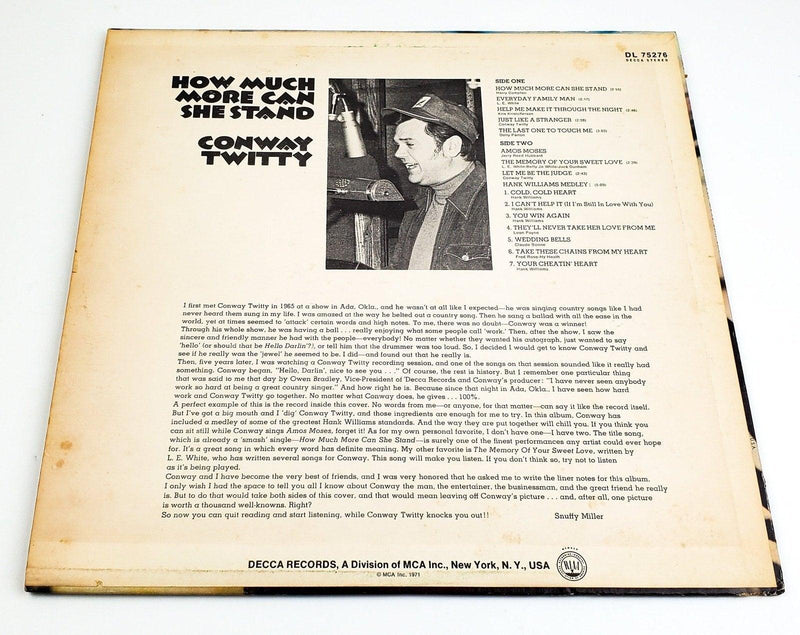 DL 75276
DECCA STEREO
HOW MUCH
MORE CAN
SHE STAND
CONWAY
TWITTY
SIDE ONE
HOW MUCH MORE CAN SHE STAND
EVERYDAY FAMILY MAN (2:17)
L. E. White
HELP ME MAKE IT THROUGH THE NIGHT
Kris Kristofferson
JUST LIKE A STRANGER
Conway Twitty
THE LAST ONE TO TOUCH ME
SIDE TWO
AMOS MOSES
Jerry Reed Hubbard
THE MEMORY OF YOUR SWEET LOVE
LET ME BE THE JUDGE (2:43)
Conway Twitty
HANK WILLIAMS MEDLEY:
1. COLD, COLD HEART
Hank Williams
2. I CAN'T HELP IT (If I'm Still In Love With You)
Hank Williams
3. YOU WIN AGAIN
Hank Williams
4. THEY'LL NEVER TAKE HER LOVE FROM ME
Leon Payne
5. WEDDING BELLS
Claude Boone
6. TAKE THESE CHAINS FROM MY HEART
Fred Rose-Hy Heath
7. YOUR CHEATIN' HEART
Hank Williams
I first met Conway Twitty in 1965 at a show in Ada, Okla., and he wasn't at all like I expected—he was singing country songs like I had
never heard them sung in my life. I was amazed at the way he belted out a country song. Then he sang a ballad with all the ease in the
world, yet at times seemed to 'attack' certain words and high notes. To me, there was no doubt—Conway was a winner!
Through his whole show, he was having a ball . . . really enjoying what some people call 'work.' Then, after the show, I saw the
sincere and friendly manner he had with the people—everybody! No matter whether they wanted his autograph, just wanted to say
'hello' (or should that be Hello Darlin'?), or tell him that the drummer was too loud. So, I decided I would get to know Conway Twitty and
see if he really was the 'jewel' he seemed to be. I did—and found out that he really is.
Then, five years later, I was watching a Conway Twitty recording session, and one of the songs on that session sounded like it really had
something. Conway began, "Hello, Darlin', nice to see you . . ." Of course, the rest is history. But I remember one particular thing
that was said to me that day by Owen Bradley, Vice-President of Decca Records and Conway's producer: "I have never seen anybody
work so hard at being a great country singer." And how right he is. Because since that night in Ada, Okla., I have seen how hard
work and Conway Twitty go together. No matter what Conway does, he gives . . . 100%.
A perfect example of this is the record inside this cover. No words from me—or anyone, for that matter—can say it like the record itself.
But I've got a big mouth and I 'dig' Conway Twitty, and those ingredients are enough for me to try. In this album, Conway has
included a medley of some of the greatest Hank Williams standards. And the way they are put together will chill you. If you think you
can sit still while Conway sings Amos Moses, forget it! As for my own personal favorite, I don't have one—I have two. The title song,
which is already a 'smash' single—How Much More Can She Stand—is surely one of the finest performances any artist could ever hope
for. It's a great song in which every word has definite meaning. My other favorite is The Memory Of Your Sweet Love, written by
L. E. White, who has written several songs for Conway. This song will make you listen. If you don't think so, try not to listen
as it's being played.
Conway and I have become the very best of friends, and I was very honored that he asked me to write the liner notes for this album.
I only wish I had the space to tell you all I know about Conway the man, the entertainer, the businessman, and the great friend he really
is. But to do that would take both sides of this cover, and that would mean leaving off Conway's picture . . . and, after all, one picture
is worth a thousand well-knowns. Right?
So now you can quit reading and start listening, while Conway Twitty knocks you out!!
Snuffy Miller
DECCA RECORDS, A Division of MCA Inc., New York, N. Y., USA
© MCA Inc. 1971